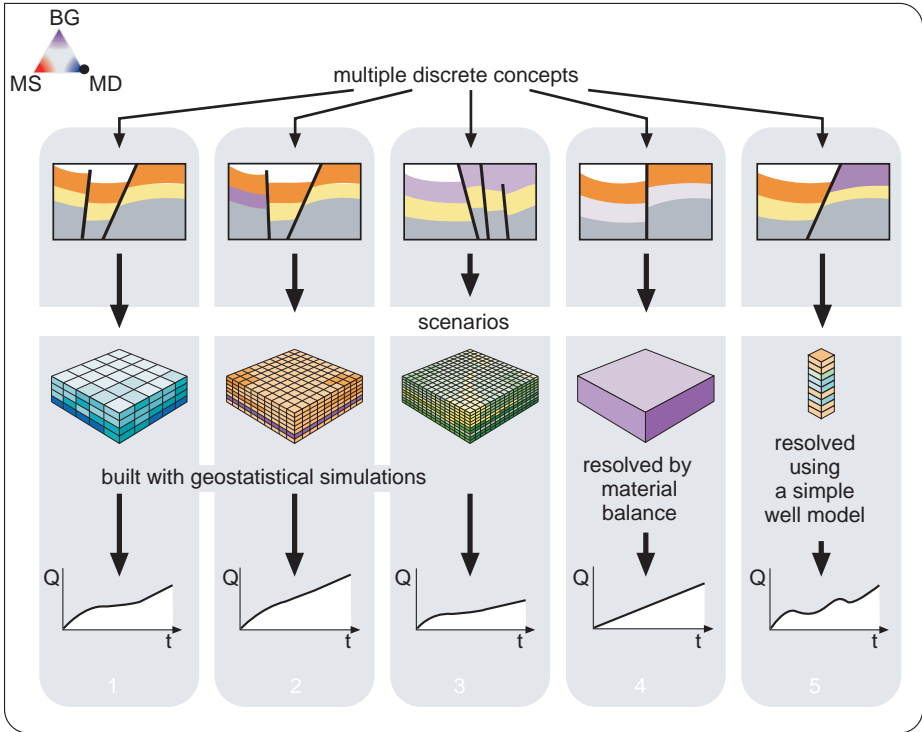 BG
MS MD
multiple discrete concepts
scenarios
built with geostatistical simulations
resolved by
material
balance
resolved
using
a simple
well model
Q
t
Q
t
Q
t
Q
t
Q
t
1
2
3
4
5